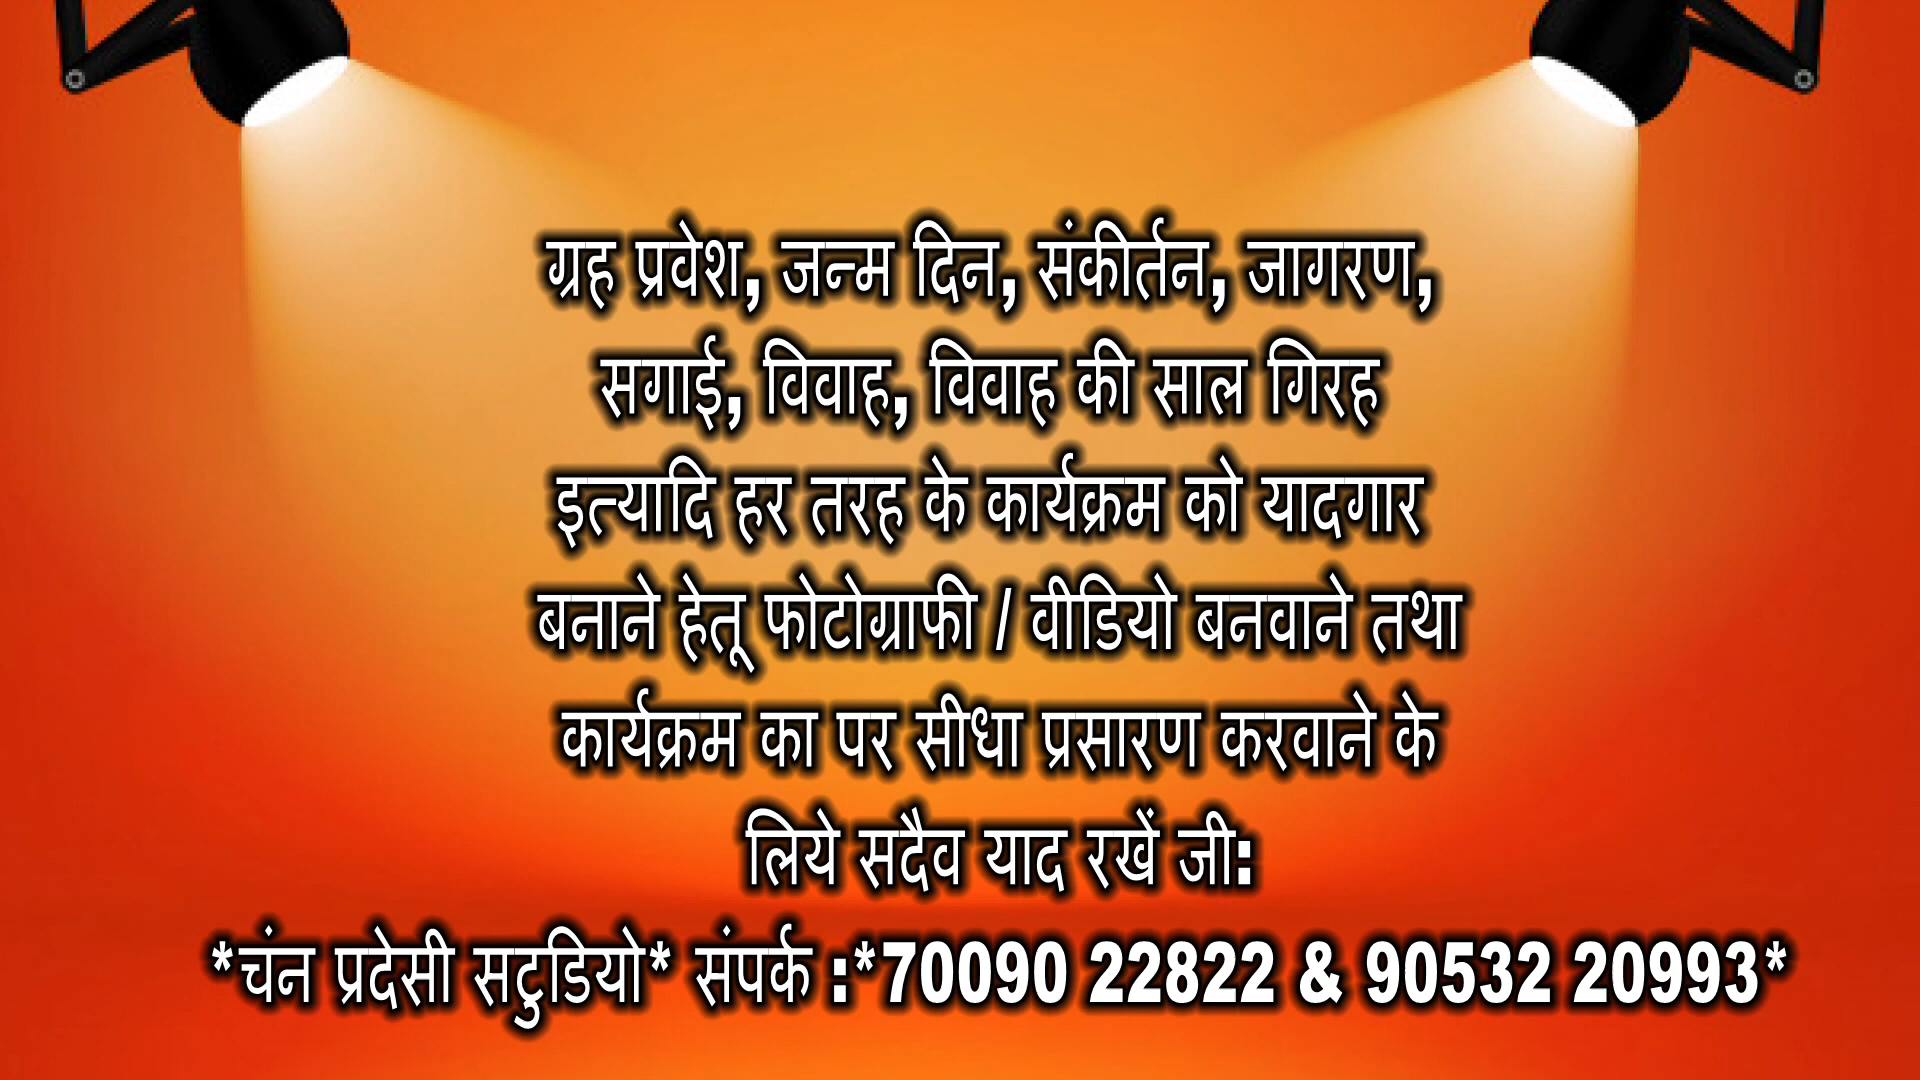 ग्रह प्रवेश, जन्म दिन, संकीर्तन, जागरण,
सगाई, विवाह, विवाह की साल गिरह
इत्यादि हर तरह के कार्यक्रम को यादगार
बनाने हेतू फोटोग्राफी / वीडियो बनवाने तथा
कार्यक्रम का पर सीधा प्रसारण करवाने के
लिये सदैव याद रखें जी:
*चंन प्रदेसी सटुडियो* संपर्क :*70090 22822 & 90532 20993*